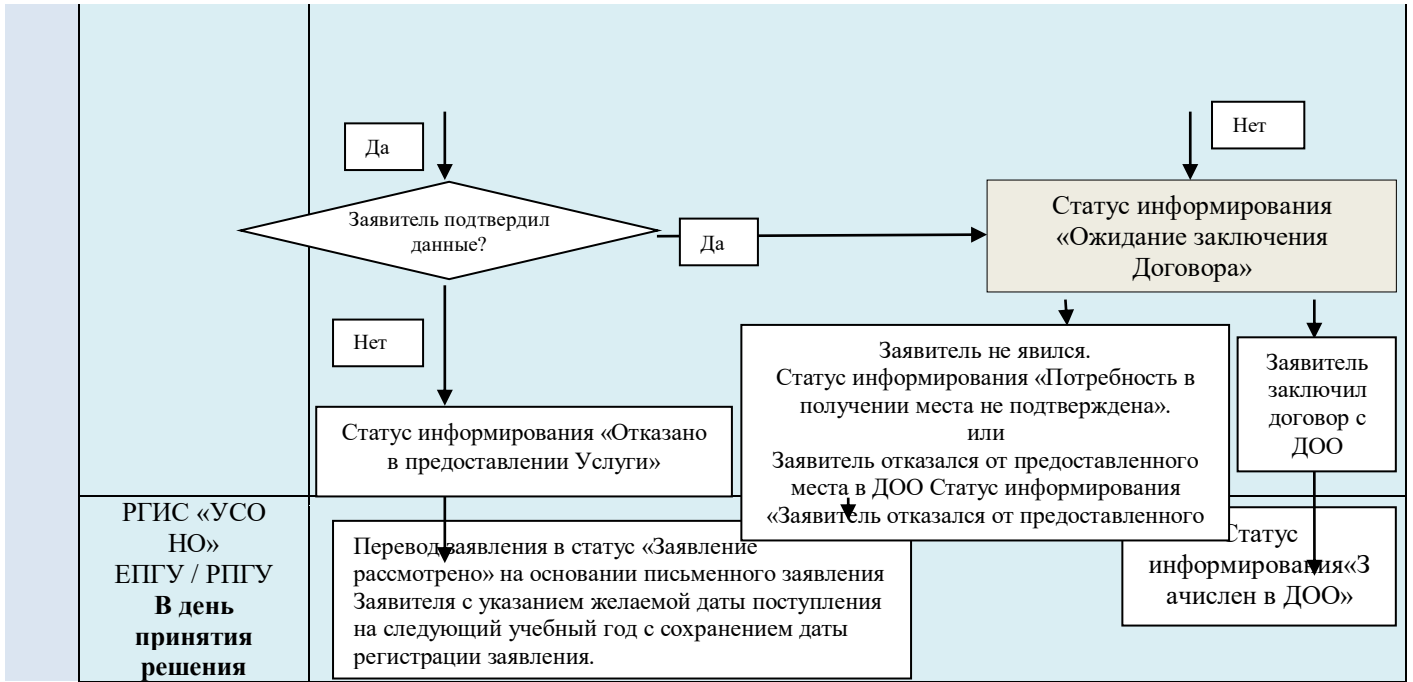 Да
Нет
Заявитель подтвердил
данные?
Да
Статус информирования
«Ожидание заключения
Договора»
Нет
Заявитель не явился.
Статус информирования «Потребность в
получении места не подтверждена».
или
Заявитель отказался от предоставленного
места в ДОО Статус информирования
«Заявитель отказался от предоставленного
Заявитель
заключил
договор с
ДОО
Статус информирования «Отказано
в предоставлении Услуги»
РГИС «УСО
НО»
ЕПГУ / РПГУ
В день
принятия
решения
Перевод заявления в статус «Заявление
рассмотрено» на основании письменного заявления
Заявителя с указанием желаемой даты поступления
на следующий учебный год с сохранением даты
регистрации заявления.
Статус
информирования«З
ачислен в ДОО»